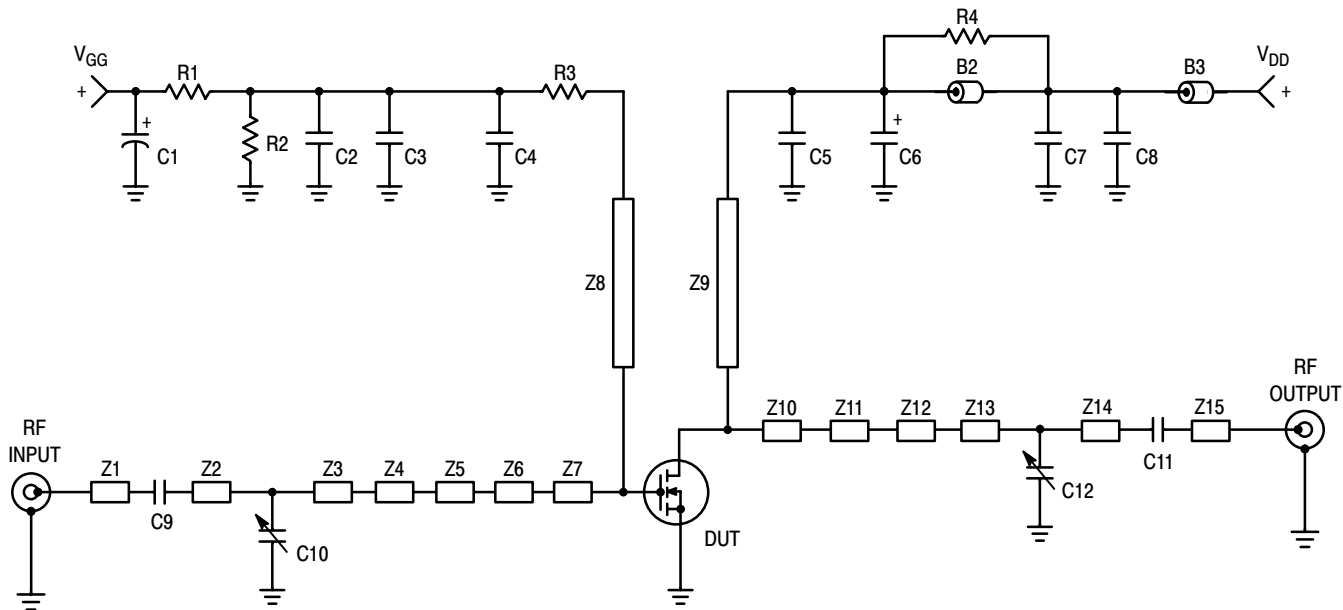 R4
V_GG
R1
R3
B2
B3
V_DD
+
+
+
+
C1
R2
C2
C3
C4
C5
C6
C7
C8
Z8
Z9
RF
OUTPUT
Z10
Z11
Z12
Z13
Z14
Z15
C11
RF
INPUT
Z1
Z2
Z3
Z4
Z5
Z6
Z7
C12
C9
C10
DUT